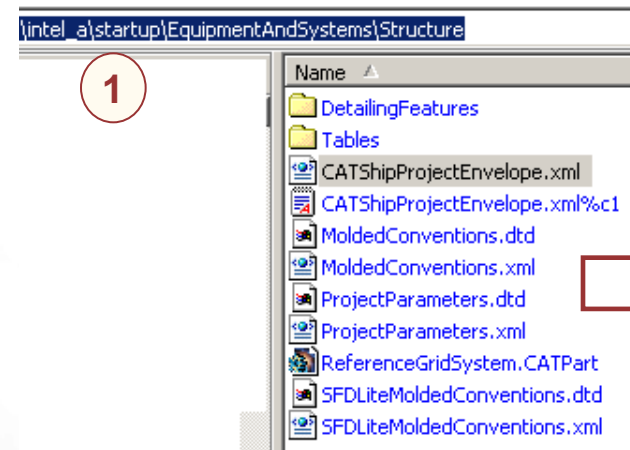 \intel_a\startup\EquipmentAndSystems\Structure
1
Name
DetailingFeatures
Tables
CATShipProjectEnvelope.xml
CATShipProjectEnvelope.xml%c1
MoldedConventions.dtd
MoldedConventions.xml
ProjectParameters.dtd
ProjectParameters.xml
ReferenceGridSystem.CATPart
SFDLiteMoldedConventions.dtd
SFDLiteMoldedConventions.xml